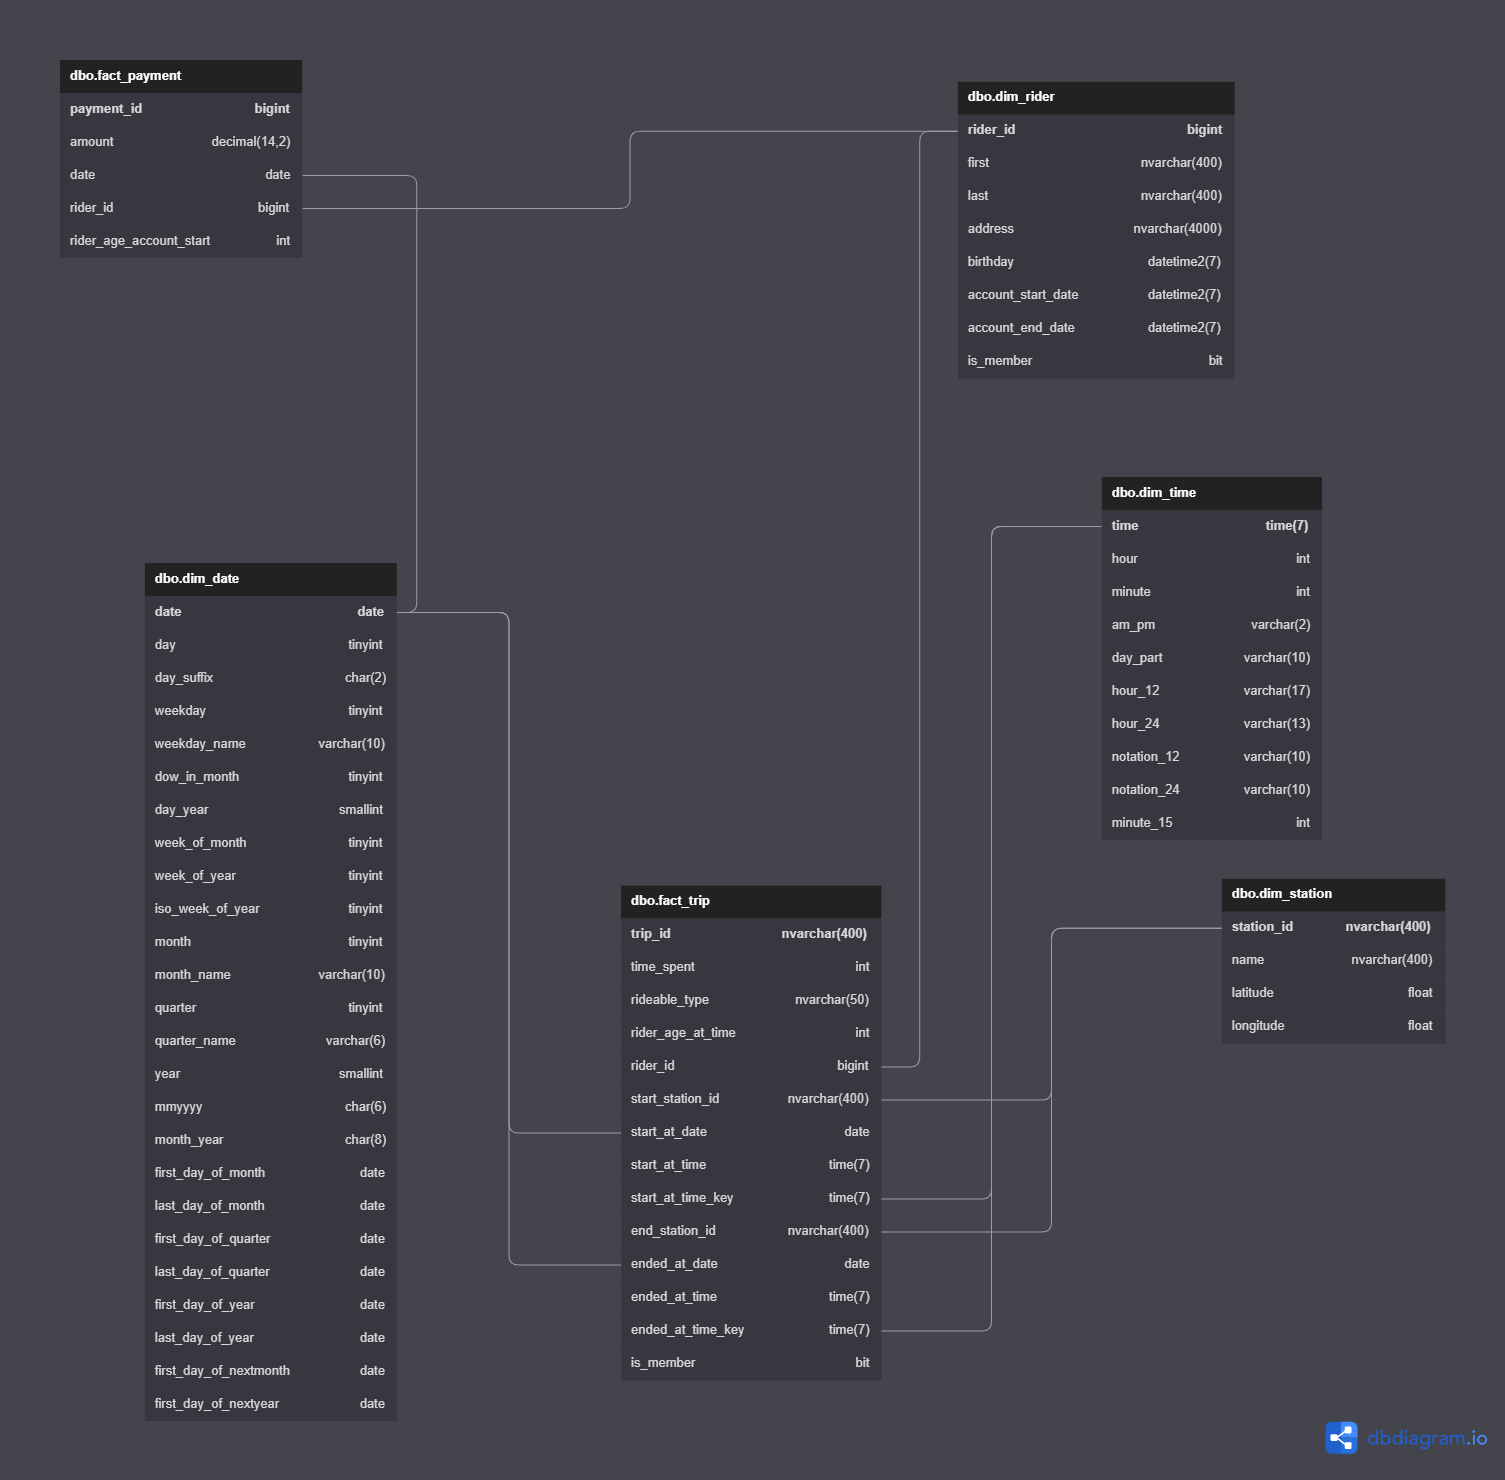 dbo.fact_payment
payment_id bigint
amount decimal(14,2)
date date
rider_id bigint
rider_age_account_start int
dbo.dim_rider
rider_id bigint
first nvarchar(400)
last nvarchar(400)
address nvarchar(4000)
birthday datetime2(7)
account_start_date datetime2(7)
account_end_date datetime2(7)
is_member bit
dbo.dim_time
time time(7)
hour int
minute int
am_pm varchar(2)
day_part varchar(10)
hour_12 varchar(17)
hour_24 varchar(13)
notation_12 varchar(10)
notation_24 varchar(10)
minute_15 int
dbo.dim_date
date date
day tinyint
day_suffix char(2)
weekday tinyint
weekday_name varchar(10)
dow_in_month tinyint
day_year smallint
week_of_month tinyint
week_of_year tinyint
iso_week_of_year tinyint
month tinyint
month_name varchar(10)
quarter tinyint
quarter_name varchar(6)
year smallint
mmyyyy char(6)
month_year char(8)
first_day_of_month date
last_day_of_month date
first_day_of_quarter date
last_day_of_quarter date
first_day_of_year date
last_day_of_year date
first_day_of_nextmonth date
first_day_of_nextyear date
dbo.fact_trip
trip_id nvarchar(400)
time_spent int
rideable_type nvarchar(50)
rider_age_at_time int
rider_id bigint
start_station_id nvarchar(400)
start_at_date date
start_at_time time(7)
start_at_time_key time(7)
end_station_id nvarchar(400)
ended_at_date date
ended_at_time time(7)
ended_at_time_key time(7)
is_member bit
dbo.dim_station
station_id nvarchar(400)
name nvarchar(400)
latitude float
longitude float
dbdiagram.io